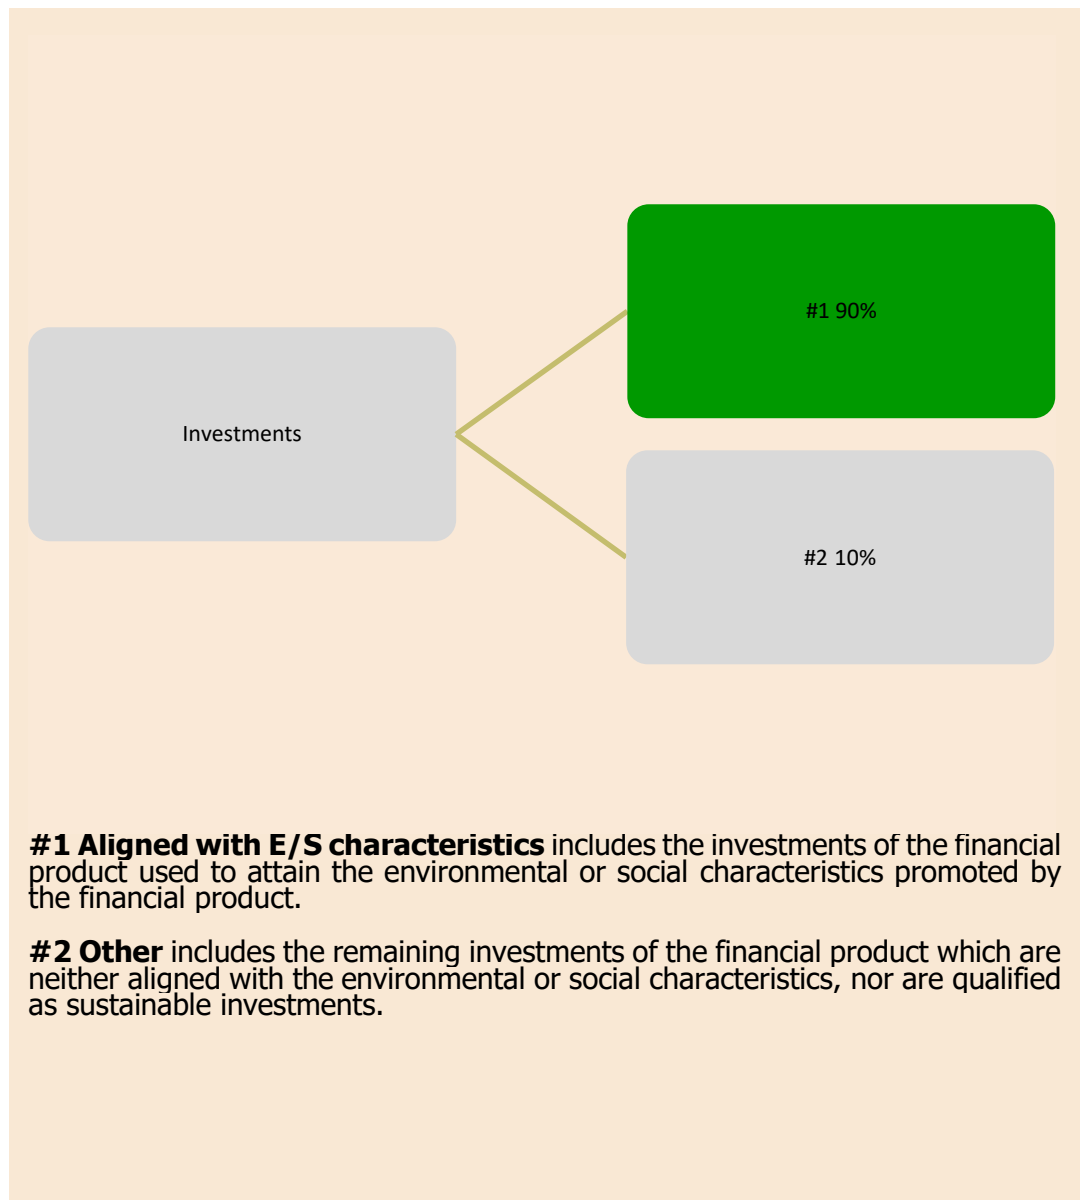 #1 90%
Investments
#2 10%
#1 Aligned with E/S characteristics includes the investments of the financial
product used to attain the environmental or social characteristics promoted by
the financial product.
#2 Other includes the remaining investments of the financial product which are
neither aligned with the environmental or social characteristics, nor are qualified
as sustainable investments.